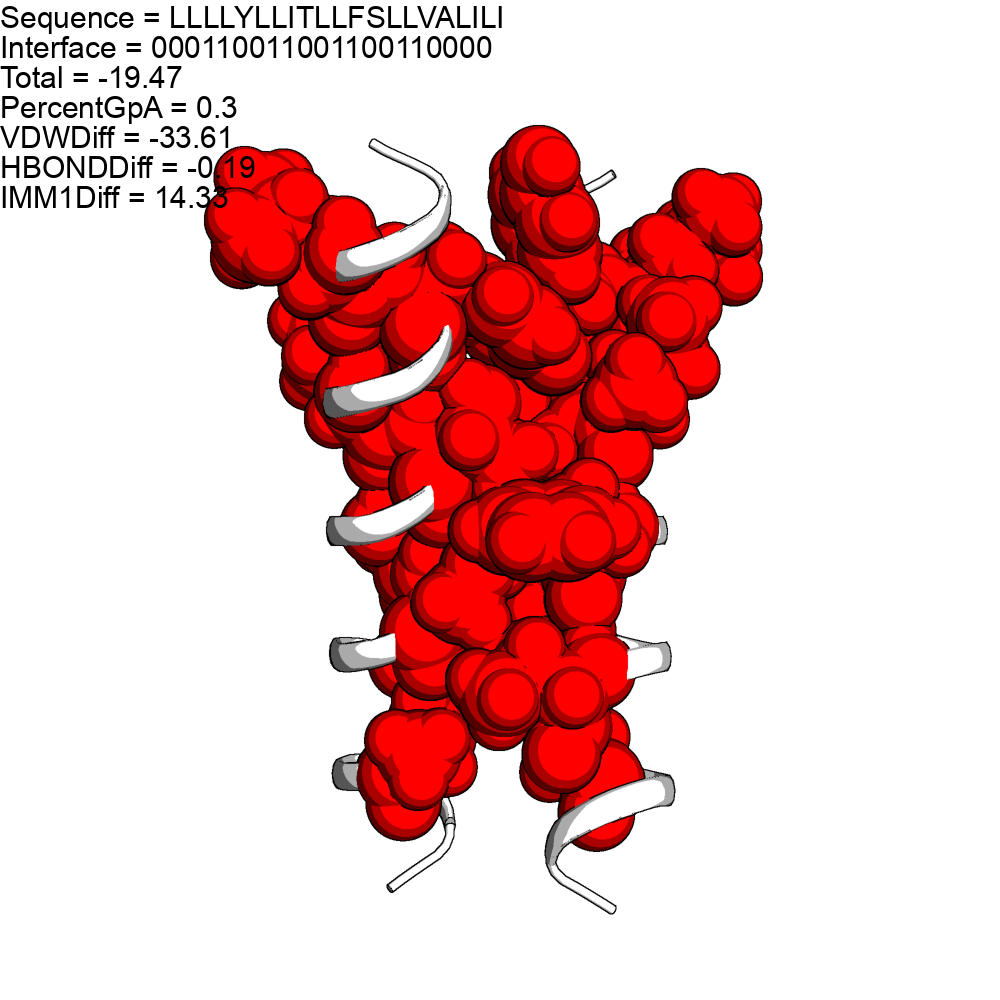 Sequence = LLLLYLLITLLFSLLVALILI
Interface = 000110011001100110000
Total = -19.47
PercentGpA = 0.3
VDWDiff = -33.61
HBONDDiff = -0.19
IMM1Diff = 14.33